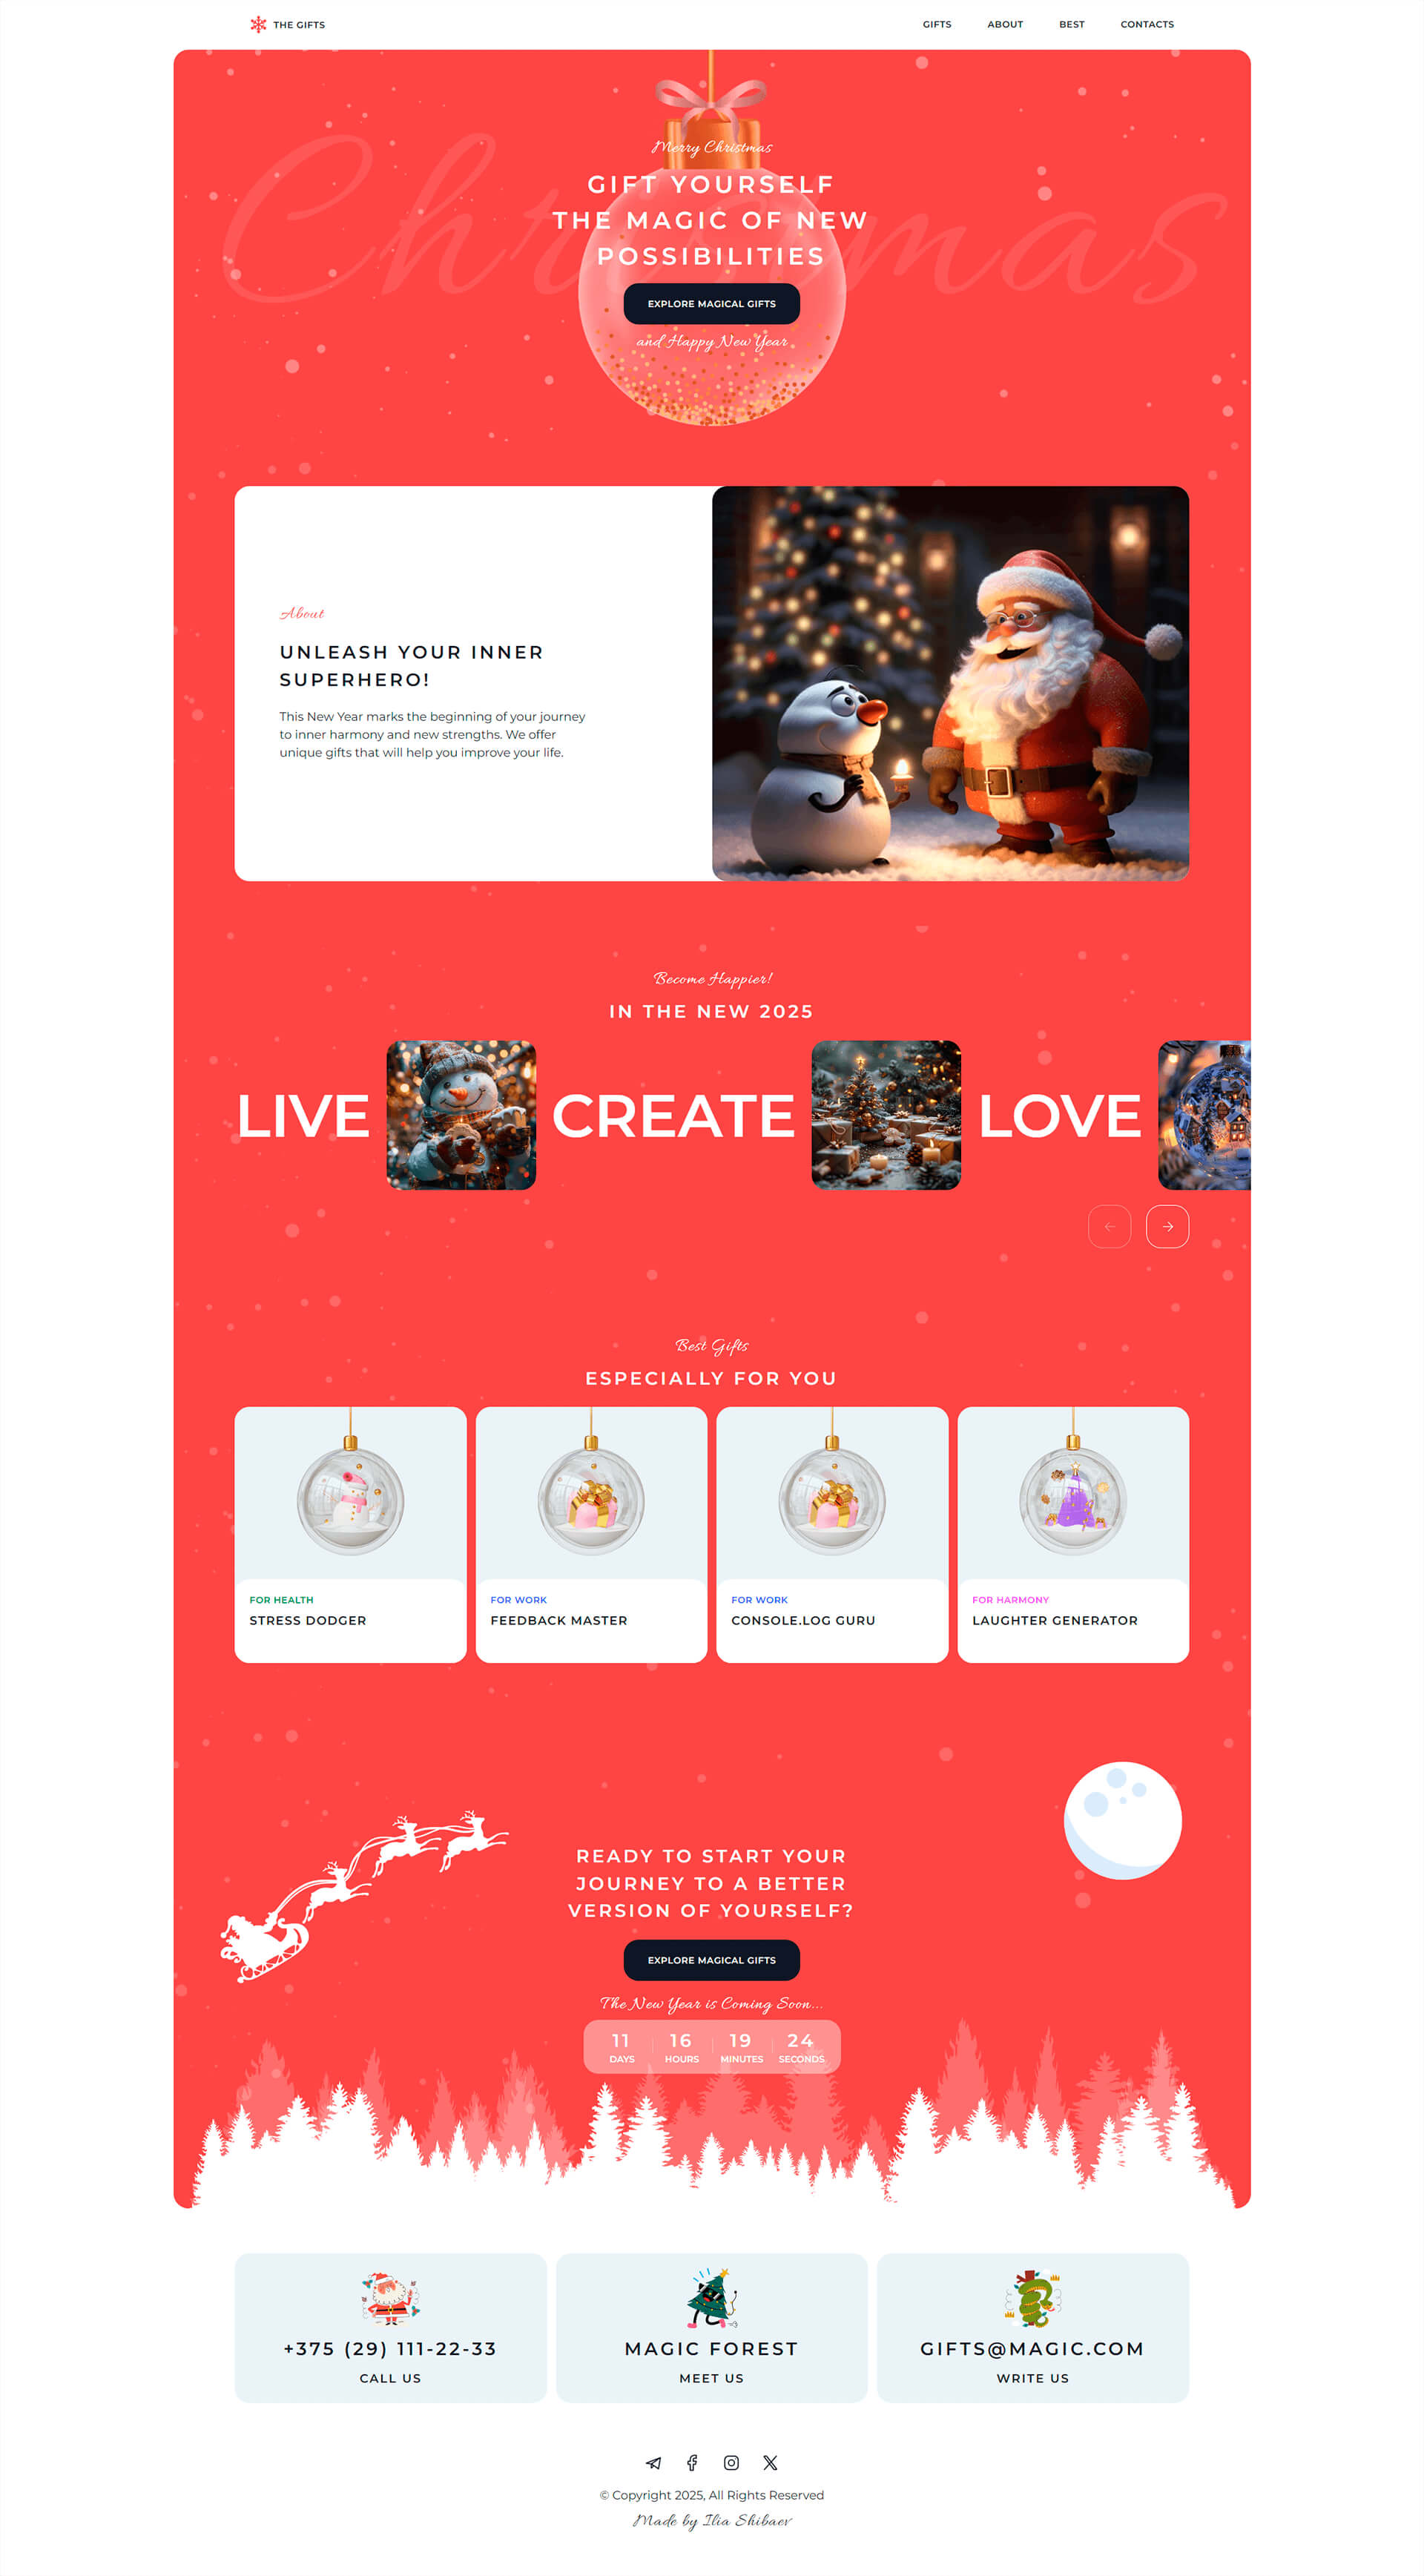 THE GIFTS
GIFTS
ABOUT
BEST
CONTACTS
Christmas
Merry Christmas
GIFT YOURSELF
THE MAGIC OF NEW
POSSIBILITIES
EXPLORE MAGICAL GIFTS
and Happy New Year
About
UNLEASH YOUR INNER
SUPERHERO!
This New Year marks the beginning of your journey
to inner harmony and new strengths. We offer
unique gifts that will help you improve your life.
Become Happier!
IN THE NEW 2025
LIVE
CREATE
LOVE
Best Gifts
ESPECIALLY FOR YOU
FOR HEALTH
STRESS DODGER
FOR WORK
FEEDBACK MASTER
FOR WORK
CONSOLE.LOG GURU
FOR HARMONY
LAUGHTER GENERATOR
READY TO START YOUR
JOURNEY TO A BETTER
VERSION OF YOURSELF?
EXPLORE MAGICAL GIFTS
The New Year is Coming Soon...
11
DAYS
16
HOURS
19
MINUTES
24
SECONDS
+375 (29) 111-22-33
CALL US
MAGIC FOREST
MEET US
GIFTS@MAGIC.COM
WRITE US
© Copyright 2025, All Rights Reserved
Made by Ilia Shibaev